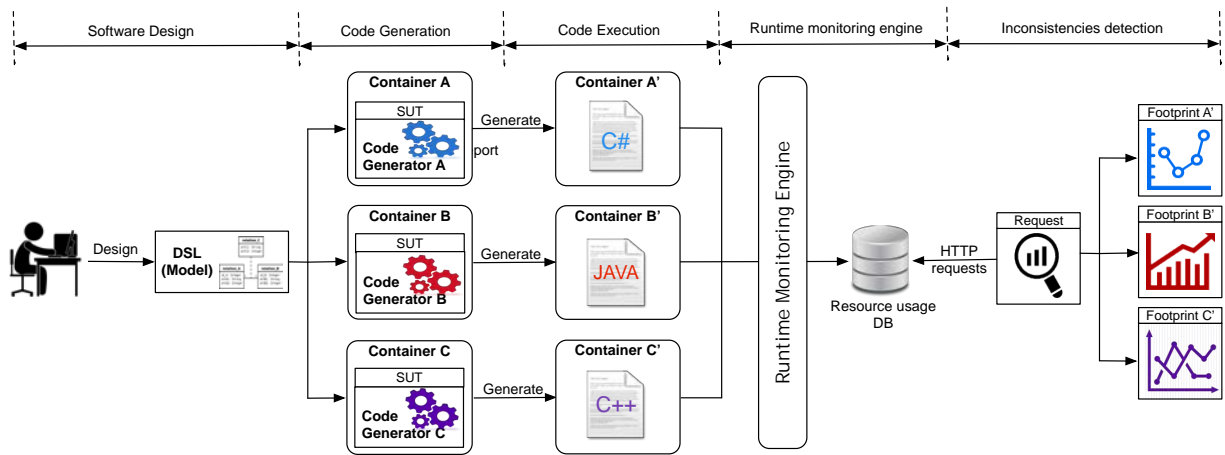 Software Design
Code Generation
Code Execution
Runtime monitoring engine
Inconsistencies detection
Container A
SUT
Code
Generator A
Generate
port
Container A'
C#
Design
DSL
(Model)
Container B
SUT
Code
Generator B
Generate
Container B'
JAVA
Container C
SUT
Code
Generator C
Generate
Container C'
C++
Runtime Monitoring Engine
Resource usage
DB
HTTP
requests
Request
Footprint A'
Footprint B'
Footprint C'